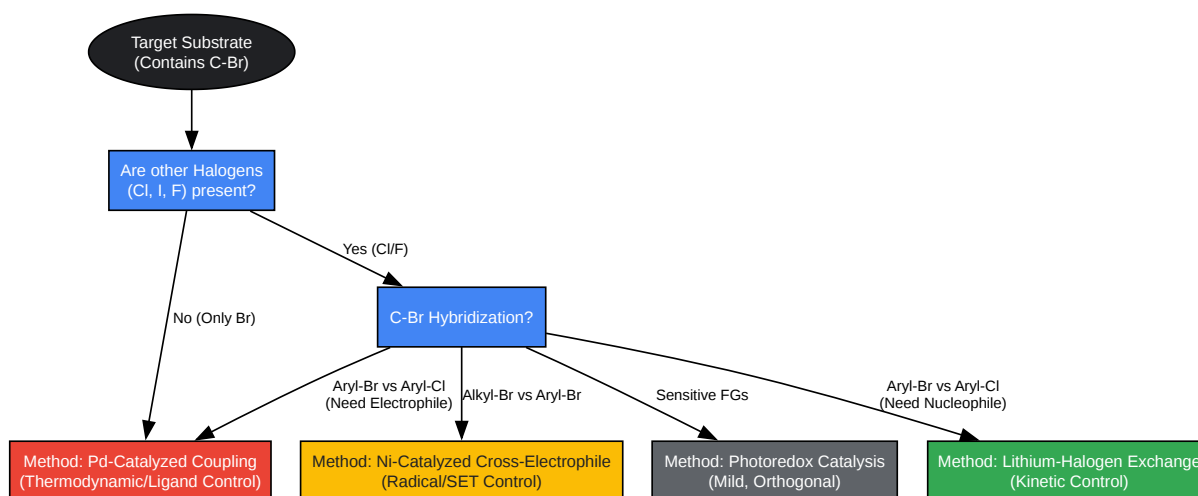 Target Substrate
(Contains C-Br)
Are other Halogens
(Cl, I, F) present?
Yes (Cl/F)
No (Only Br)
C-Br Hybridization?
Aryl-Br vs Aryl-Cl
(Need Electrophile)
Alkyl-Br vs Aryl-Br
Sensitive FGs
Aryl-Br vs Aryl-Cl
(Need Nucleophile)
Method: Pd-Catalyzed Coupling
(Thermodynamic/Ligand Control)
Method: Ni-Catalyzed Cross-Electrophile
(Radical/SET Control)
Method: Photoredox Catalysis
(Mild, Orthogonal)
Method: Lithium-Halogen Exchange
(Kinetic Control)